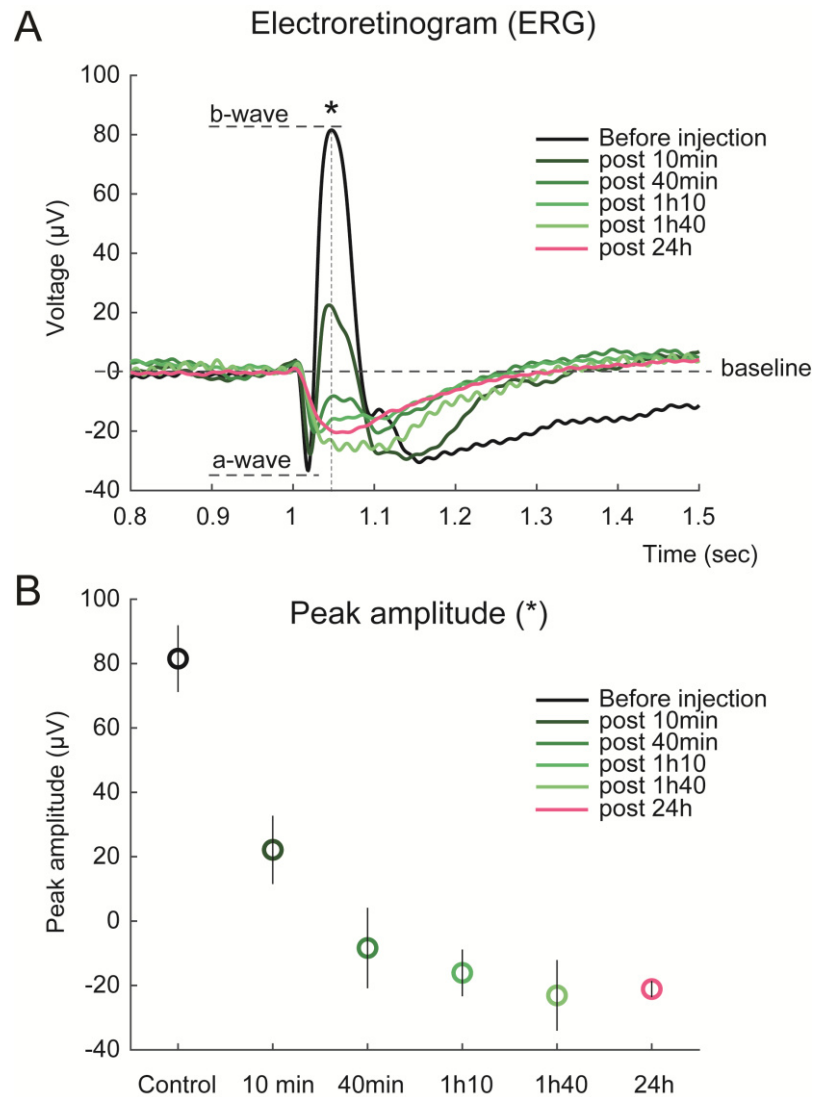 A
Electroretinogram (ERG)
100
80
60
40
20
0
-20
-40
Voltage (µV)
b-wave
*
a-wave
baseline
Before injection
post 10min
post 40min
post 1h10
post 1h40
post 24h
0.8 0.9 1 1.1 1.2 1.3 1.4 1.5
Time (sec)
B
Peak amplitude (*)
100
80
60
40
20
0
-20
-40
Peak amplitude (µV)
Before injection
post 10min
post 40min
post 1h10
post 1h40
post 24h
Control 10 min 40min 1h10 1h40 24h